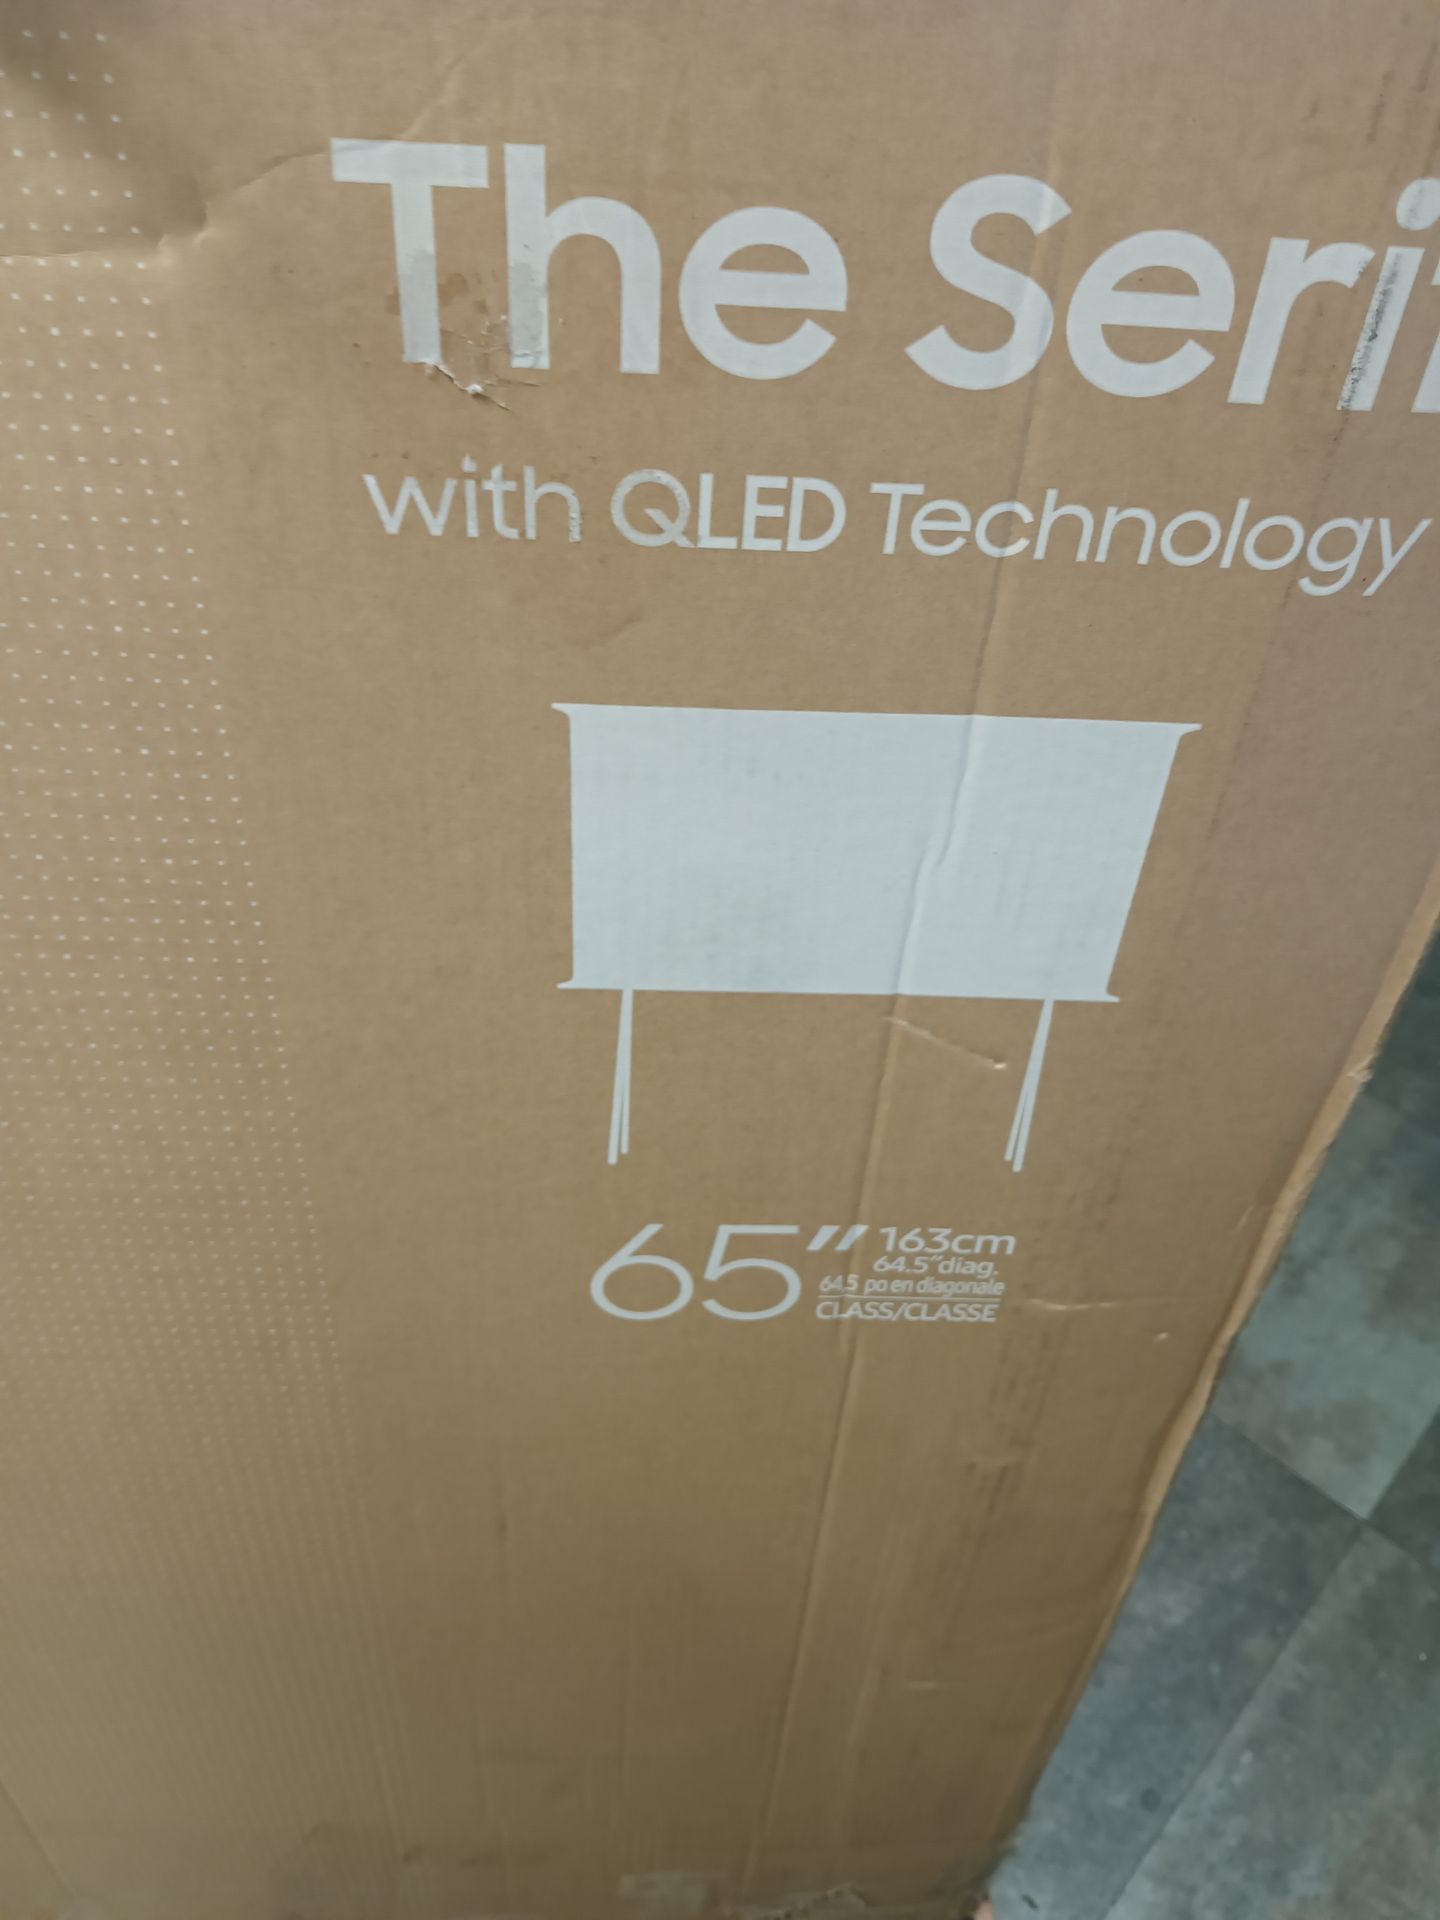 The Seri
with QLED Technology
65″ 163cm
64.5″diag.
64.5 po en diagonale
CLASS/CLASSE